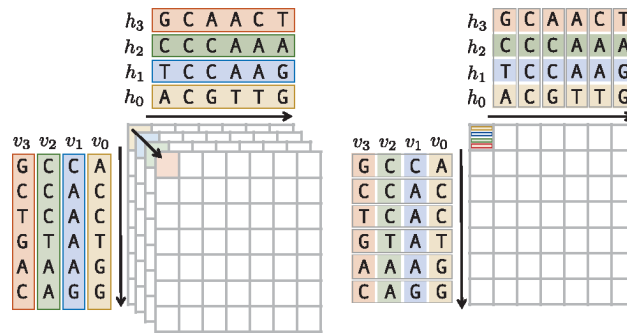 h₃ G C A A C T
h₂ C C C A A A
h₁ T C C A A G
h₀ A C G T T G
v₃ v₂ v₁ v₀
G C C A
C C A C
T C A C
G T A T
A A A G
C A G G
h₃ G C A A C T
h₂ C C C A A A
h₁ T C C A A G
h₀ A C G T T G
v₃ v₂ v₁ v₀
G C C A
C C A C
T C A C
G T A T
A A A G
C A G G